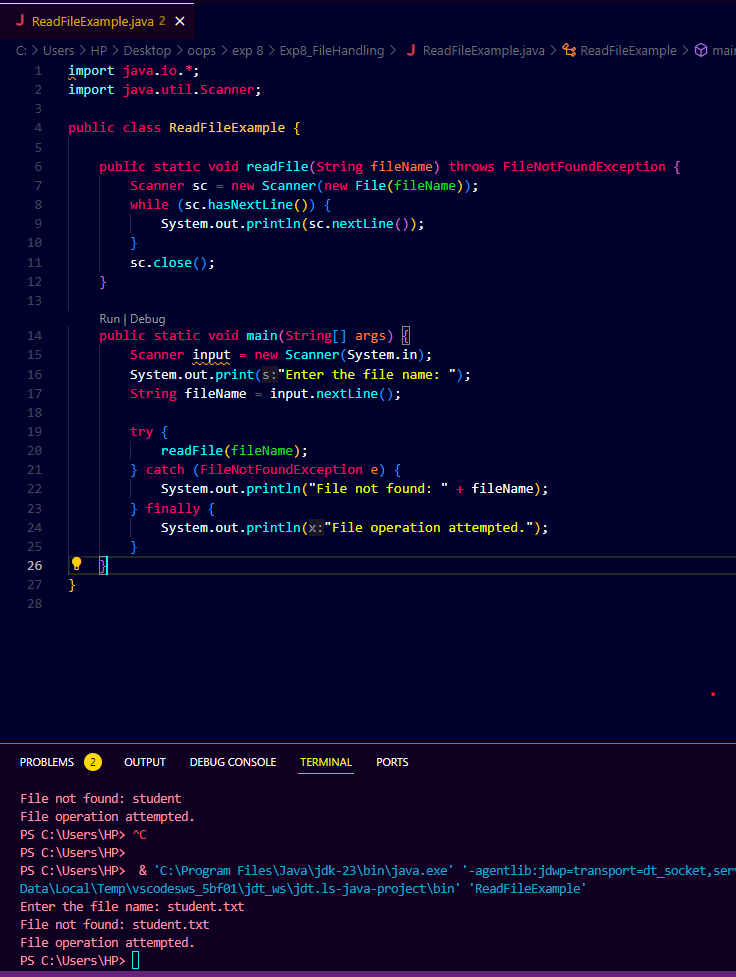 J ReadFileExample.java 2 ×
C: > Users > HP > Desktop > oops > exp 8 > Exp8_FileHandling > J ReadFileExample.java > ReadFileExample > main
1 import java.io.*;
2 import java.util.Scanner;
3
4 public class ReadFileExample {
5
6 public static void readFile(String fileName) throws FileNotFoundException {
7 Scanner sc = new Scanner(new File(fileName));
8 while (sc.hasNextLine()) {
9 System.out.println(sc.nextLine());
10 }
11 sc.close();
12 }
13
Run | Debug
14 public static void main(String[] args) {
15 Scanner input = new Scanner(System.in);
16 System.out.print(s:"Enter the file name: ");
17 String fileName = input.nextLine();
18
19 try {
20 readFile(fileName);
21 } catch (FileNotFoundException e) {
22 System.out.println("File not found: " + fileName);
23 } finally {
24 System.out.println(x:"File operation attempted.");
25 }
26 }
27 }
28
PROBLEMS 2 OUTPUT DEBUG CONSOLE TERMINAL PORTS
File not found: student
File operation attempted.
PS C:\Users\HP> ^C
PS C:\Users\HP>
PS C:\Users\HP> & 'C:\Program Files\Java\jdk-23\bin\java.exe' '-agentlib:jdwp=transport=dt_socket,ser
Data\Local\Temp\vscodesws_5bf01\jdt_ws\jdt.ls-java-project\bin' 'ReadFileExample'
Enter the file name: student.txt
File not found: student.txt
File operation attempted.
PS C:\Users\HP>